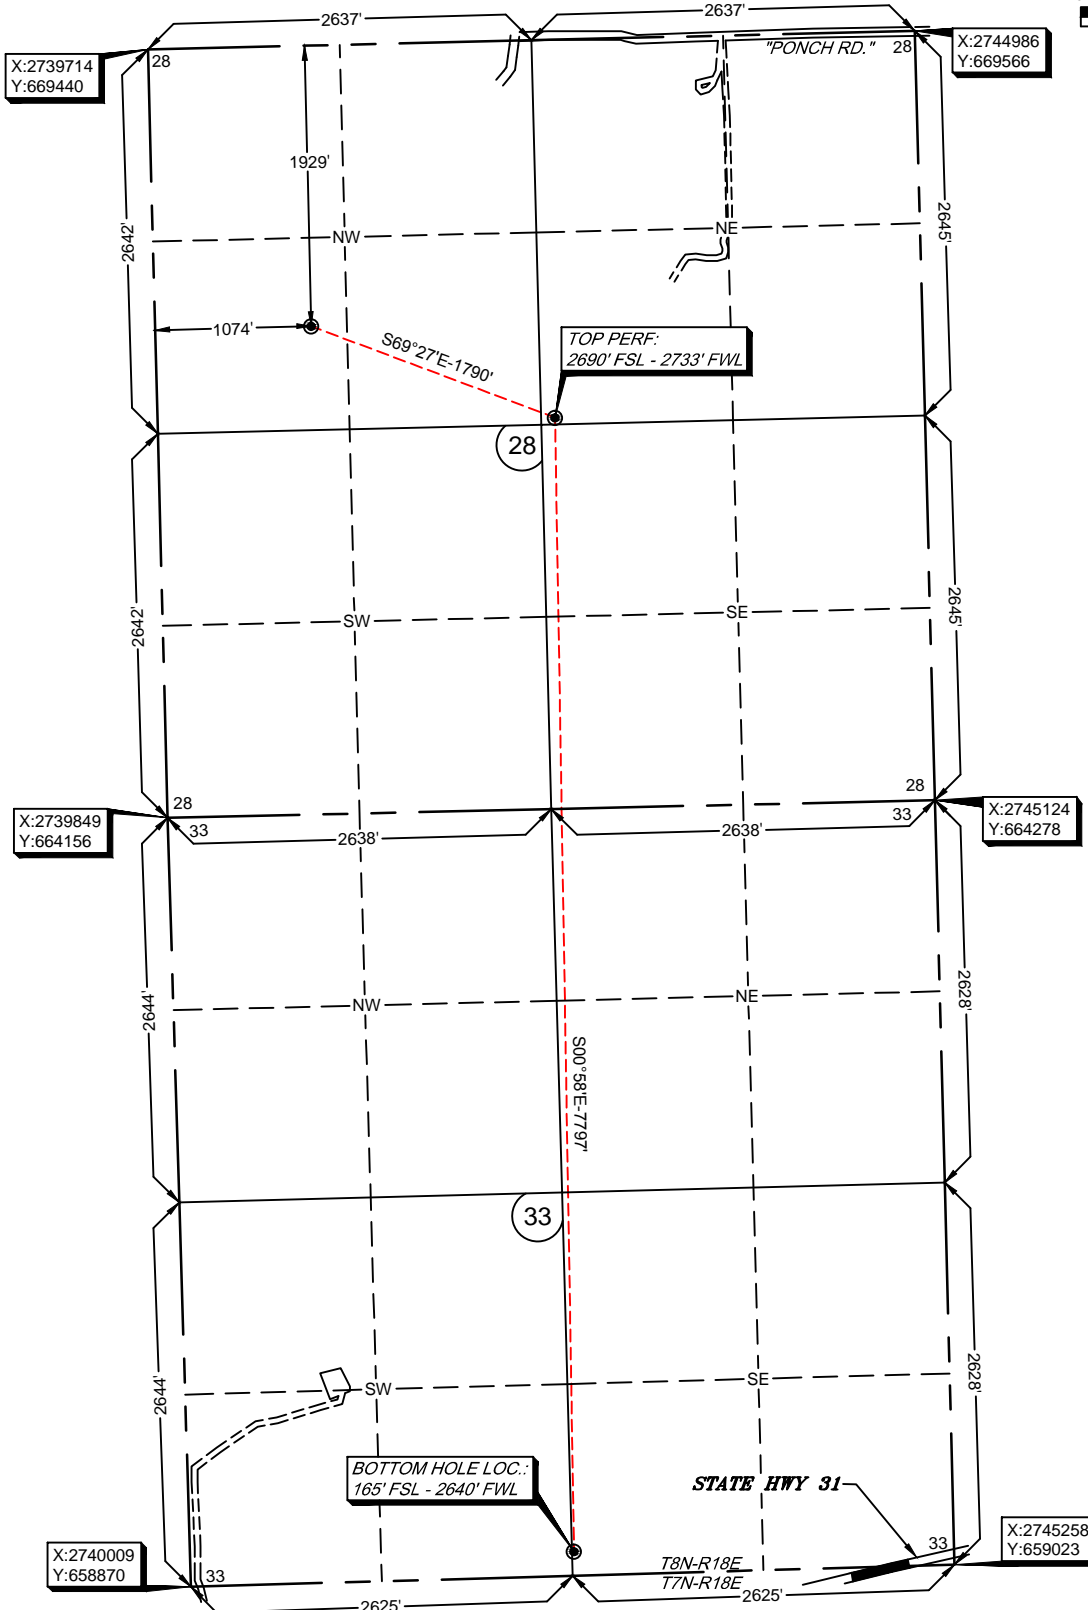 2637'
2637'
X:2739714
Y:669440
28
"PONCH RD."
28
X:2744986
Y:669566
1929'
2642'
NW
NE
2645'
1074'
S69°27'E-1790'
TOP PERF:
2690' FSL - 2733' FWL
28
2642'
SW
SE
2645'
X:2739849
Y:664156
28
33
2638'
2638'
28
33
X:2745124
Y:664278
2644'
NW
NE
2628'
S00°58'E-7797'
33
2644'
SW
SE
2628'
BOTTOM HOLE LOC.:
165' FSL - 2640' FWL
STATE HWY 31
X:2740009
Y:658870
33
2625'
T8N-R18E
T7N-R18E
2625'
33
X:2745258
Y:659023